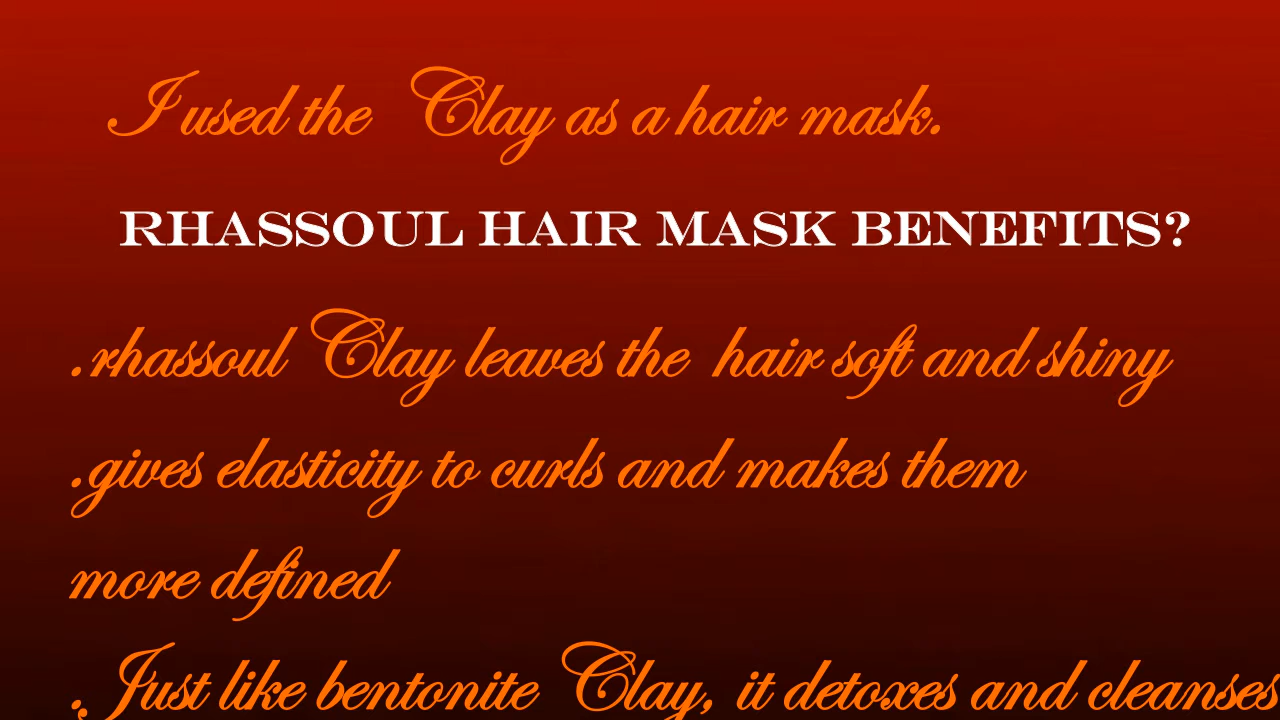 I used the Clay as a hair mask.
RHASSOUL HAIR MASK BENEFITS?
.rhassoul Clay leaves the hair soft and shiny
.gives elasticity to curls and makes them
more defined
.Just like bentonite Clay, it detoxes and cleanses